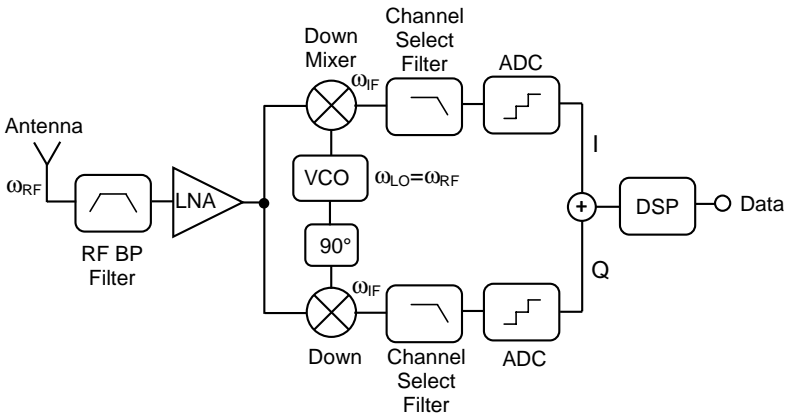 Channel
Select
Filter
Down
Mixer
ADC
ωIF
Antenna
I
ωRF
LNA
VCO
ωLO=ωRF
+
DSP
Data
RF BP
Filter
90°
Q
ωIF
Down
Channel
Select
Filter
ADC